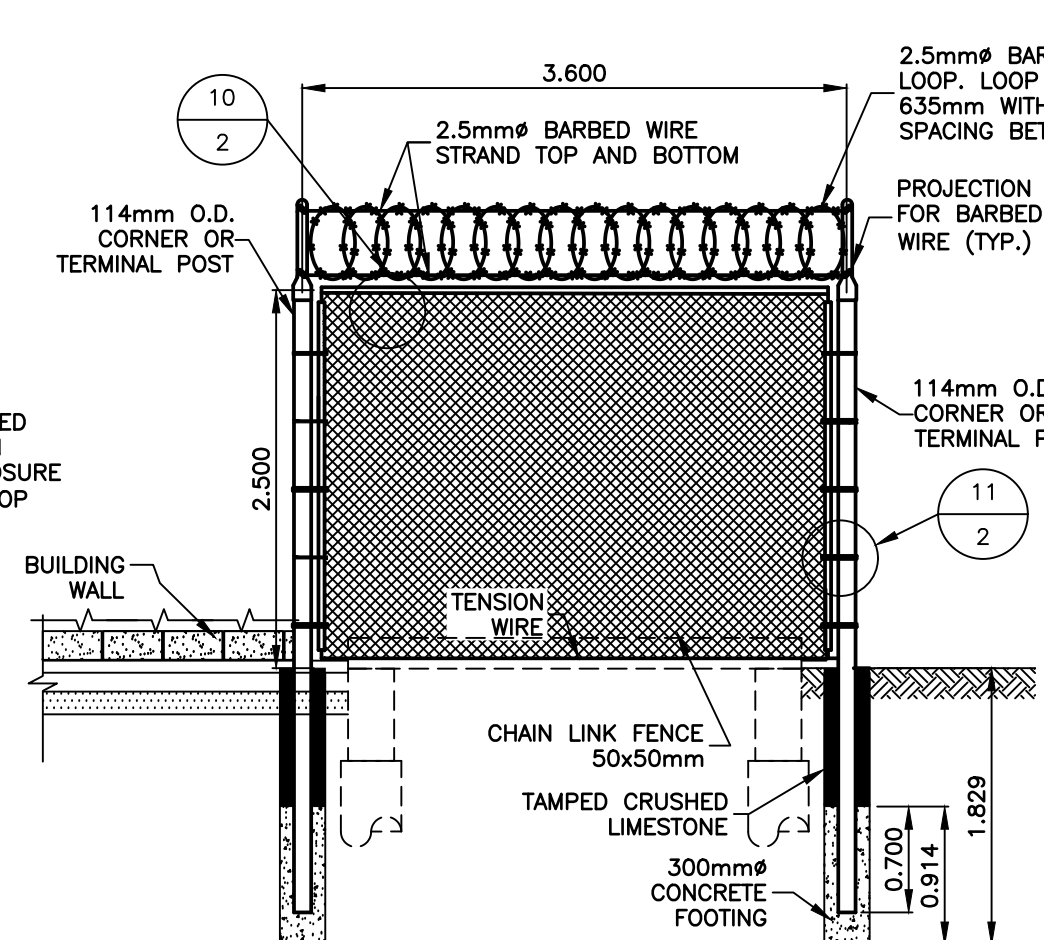 2.5mmø BAR
LOOP. LOOP
635mm WITH
SPACING BET
3.600
10
2
2.5mmø BARBED WIRE
STRAND TOP AND BOTTOM
PROJECTION
FOR BARBED
WIRE (TYP.)
114mm O.D.
CORNER OR
TERMINAL POST
114mm O.D
CORNER OR
TERMINAL P
ED
OSURE
OP
2.500
11
2
BUILDING
WALL
TENSION
WIRE
CHAIN LINK FENCE
50x50mm
TAMPED CRUSHED
LIMESTONE
300mmø
CONCRETE
FOOTING
0.700
0.914
1.829